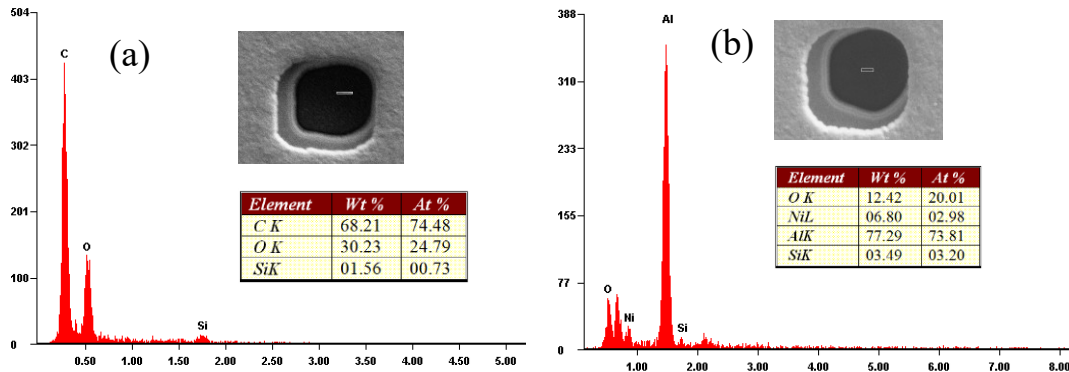 (a)
504
403
302
201
100
0
C
O
Si
0.50 1.00 1.50 2.00 2.50 3.00 3.50 4.00 4.50 5.00
Element Wt % At %
C K 68.21 74.48
O K 30.23 24.79
SiK 01.56 00.73
(b)
388
310
233
155
77
0
Al
O
Ni
Si
1.00 2.00 3.00 4.00 5.00 6.00 7.00 8.00
Element Wt % At %
O K 12.42 20.01
NiL 06.80 02.98
AlK 77.29 73.81
SiK 03.49 03.20